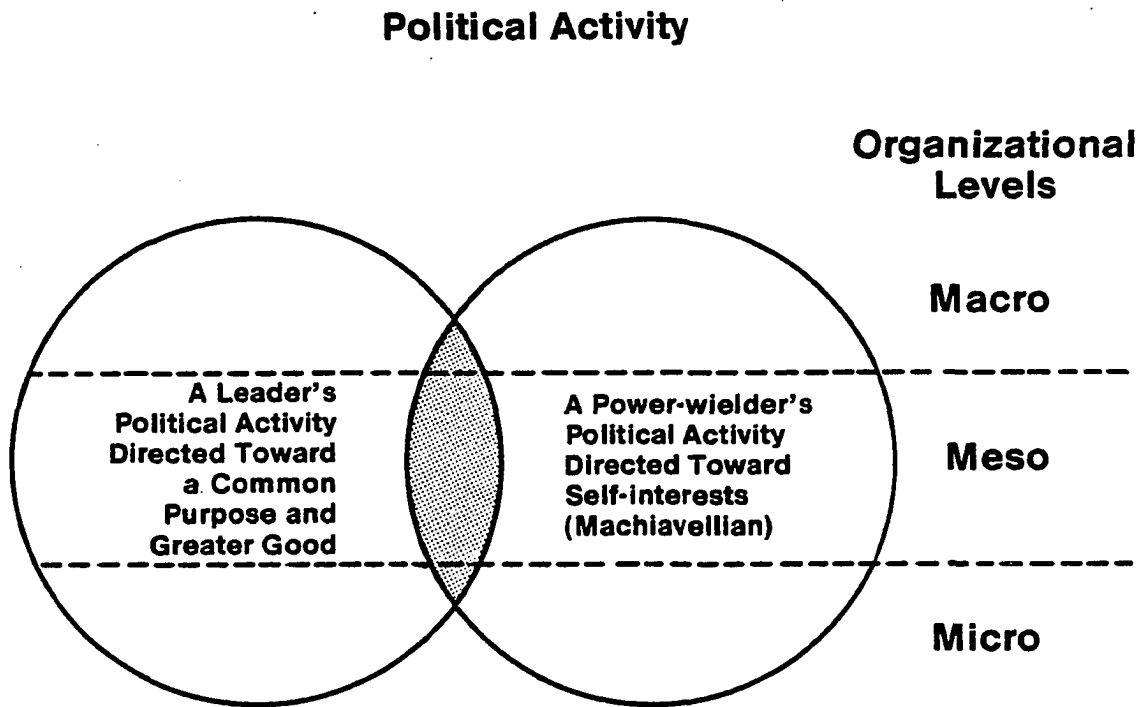 Political Activity
Organizational
Levels
Macro
A Leader's
Political Activity
Directed Toward
a Common
Purpose and
Greater Good
A Power-wielder's
Political Activity
Directed Toward
Self-interests
(Machiavellian)
Meso
Micro